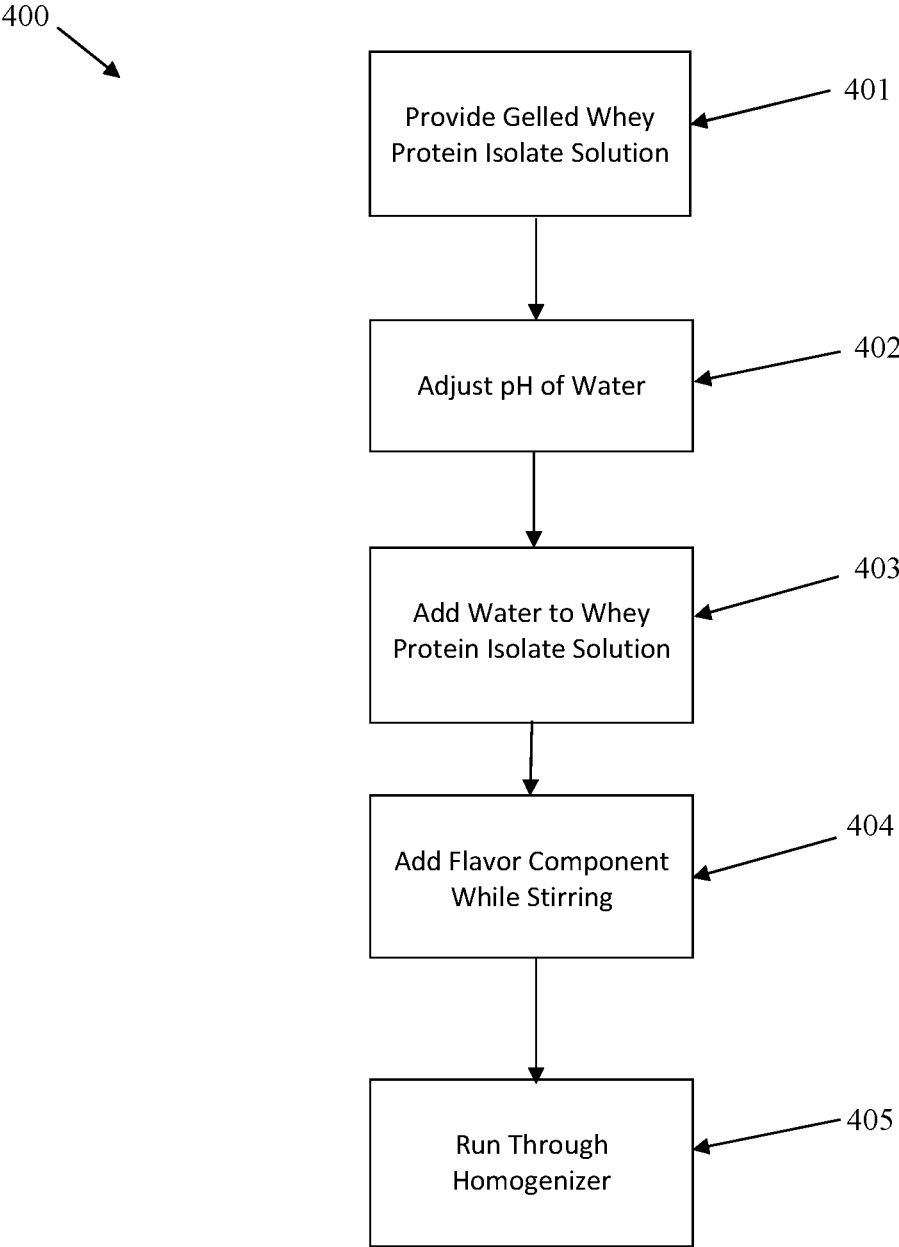 400
401
Provide Gelled Whey
Protein Isolate Solution
402
Adjust pH of Water
403
Add Water to Whey
Protein Isolate Solution
404
Add Flavor Component
While Stirring
405
Run Through
Homogenizer